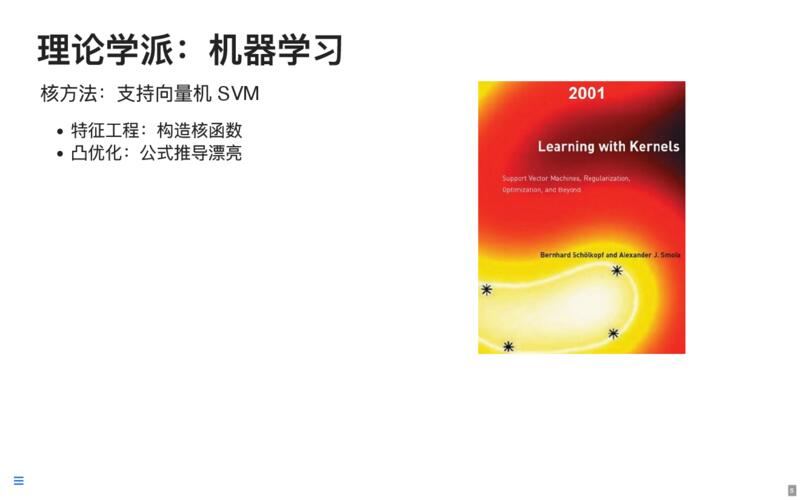 理论学派：机器学习
核方法：支持向量机 SVM
特征工程：构造核函数
凸优化：公式推导漂亮
2001
Learning with Kernels
Support Vector Machines, Regularization,
Optimization, and Beyond
Bernhard Schölkopf and Alexander J. Smola